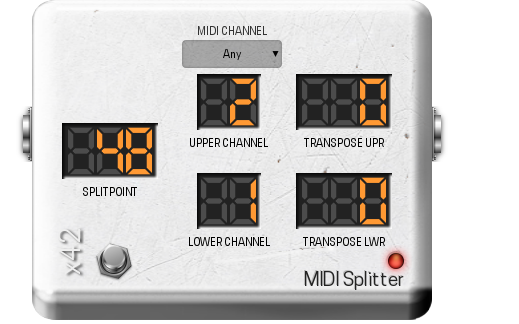 MIDI CHANNEL
Any
2
0
UPPER CHANNEL
TRANSPOSE UPR
48
SPLITPOINT
1
0
LOWER CHANNEL
TRANSPOSE LWR
x42
MIDI Splitter